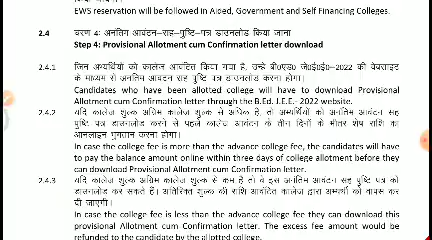 EWS reservation will be followed in Aided, Government and Self Financing Colleges.
2.4 चरण 4: अनंतिम आवंटन–सह–पुष्टि–पत्र डाउनलोड किया जाना
Step 4: Provisional Allotment cum Confirmation letter download
2.4.1 जिन अभ्यर्थियों को कालेज आवंटित किया गया है, उन्हें बी०एड० जे०ई०ई०–2022 की वेबसाइट
के माध्यम से अनंतिम आवंटन सह पुष्टि पत्र डाउनलोड करना होगा।
Candidates who have been allotted college will have to download Provisional
Allotment cum Confirmation letter through the B.Ed. J.E.E.- 2022 website.
2.4.2 यदि कालेज शुल्क अग्रिम कालेज शुल्क से अधिक है, तो अभ्यर्थियों को अनंतिम आवंटन सह
पुष्टि पत्र डाउनलोड करने से पहले कालेज आवंटन के तीन दिनों के भीतर शेष राशि का
आनलाइन भुगतान करना होगा।
In case the college fee is more than the advance college fee, the candidates will have
to pay the balance amount online within three days of college allotment before they
can download Provisional Allotment cum Confirmation letter.
2.4.3 यदि कालेज शुल्क अग्रिम कालेज शुल्क से कम है तो वे इस अनंतिम आवंटन सह पुष्टि पत्र को
डाउनलोड कर सकते हैं। अतिरिक्त शुल्क की राशि आवंटित कालेज द्वारा अभ्यर्थी को वापस कर
दी जाएगी।
In case the college fee is less than the advance college fee they can download this
provisional Allotment cum Confirmation letter. The excess fee amount would be
refunded to the candidate by the allotted college.